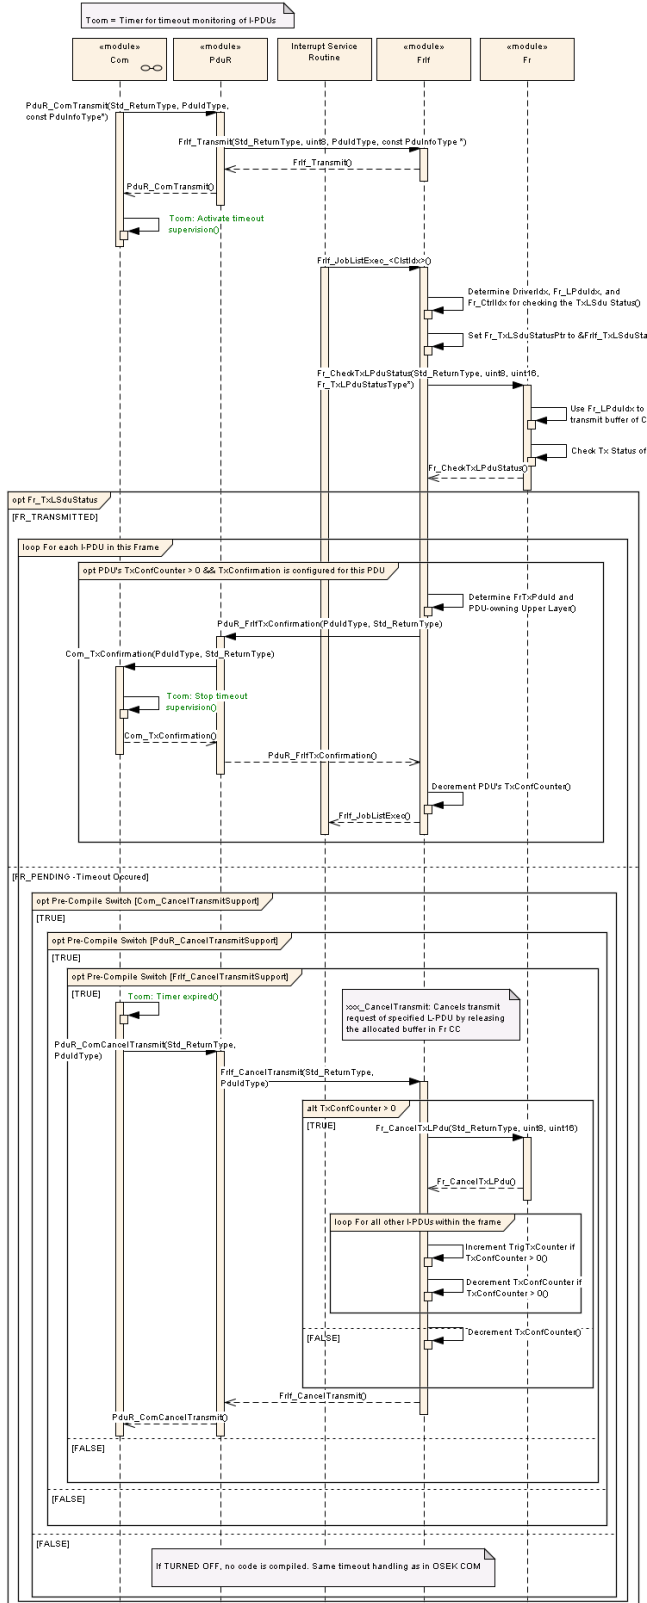 Tcom = Timer for timeout monitoring of I-PDUs
«module»
Com
«module»
PduR
Interrupt Service
Routine
«module»
FrIf
«module»
Fr
PduR_ComTransmit(Std_ReturnType, PduIdType,
const PduInfoType*)
FrIf_Transmit(Std_ReturnType, uint8, PduIdType, const PduInfoType *)
FrIf_Transmit()
PduR_ComTransmit()
Tcom: Activate timeout
supervision()
FrIf_JobListExec_<ClstIdx>()
Determine DriverIdx, Fr_LPduIdx, and
Fr_CtrlIdx for checking the TxLSdu Status()
Set Fr_TxLSduStatusPtr to &FrIf_TxLSduSta
Fr_CheckTxLPduStatus(Std_ReturnType, uint8, uint16,
Fr_TxLPduStatusType*)
Use Fr_LPduIdx to
transmit buffer of C
Check Tx Status of
Fr_CheckTxLPduStatus()
opt Fr_TxLSduStatus
[FR_TRANSMITTED]
loop For each I-PDU in this Frame
opt PDU's TxConfCounter > 0 && TxConfirmation is configured for this PDU
Determine FrTxPduId and
PDU-owning Upper Layer()
PduR_FrIfTxConfirmation(PduIdType, Std_ReturnType)
Com_TxConfirmation(PduIdType, Std_ReturnType)
Tcom: Stop timeout
supervision()
Com_TxConfirmation()
PduR_FrIfTxConfirmation()
Decrement PDU's TxConfCounter()
FrIf_JobListExec()
[FR_PENDING - Timeout Occured]
opt Pre-Compile Switch [Com_CancelTransmitSupport]
[TRUE]
opt Pre-Compile Switch [PduR_CancelTransmitSupport]
[TRUE]
opt Pre-Compile Switch [FrIf_CancelTransmitSupport]
[TRUE]
Tcom: Timer expired()
xxx_CancelTransmit: Cancels transmit
request of specified L-PDU by releasing
the allocated buffer in Fr CC
PduR_ComCancelTransmit(Std_ReturnType,
PduIdType)
FrIf_CancelTransmit(Std_ReturnType,
PduIdType)
alt TxConfCounter > 0
[TRUE]
Fr_CancelTxLPdu(Std_ReturnType, uint8, uint16)
Fr_CancelTxLPdu()
loop For all other I-PDUs within the frame
Increment TrigTxCounter if
TxConfCounter > 0()
Decrement TxConfCounter if
TxConfCounter > 0()
[FALSE]
Decrement TxConfCounter()
FrIf_CancelTransmit()
PduR_ComCancelTransmit()
[FALSE]
[FALSE]
[FALSE]
If TURNED OFF, no code is compiled. Same timeout handling as in OSEK COM